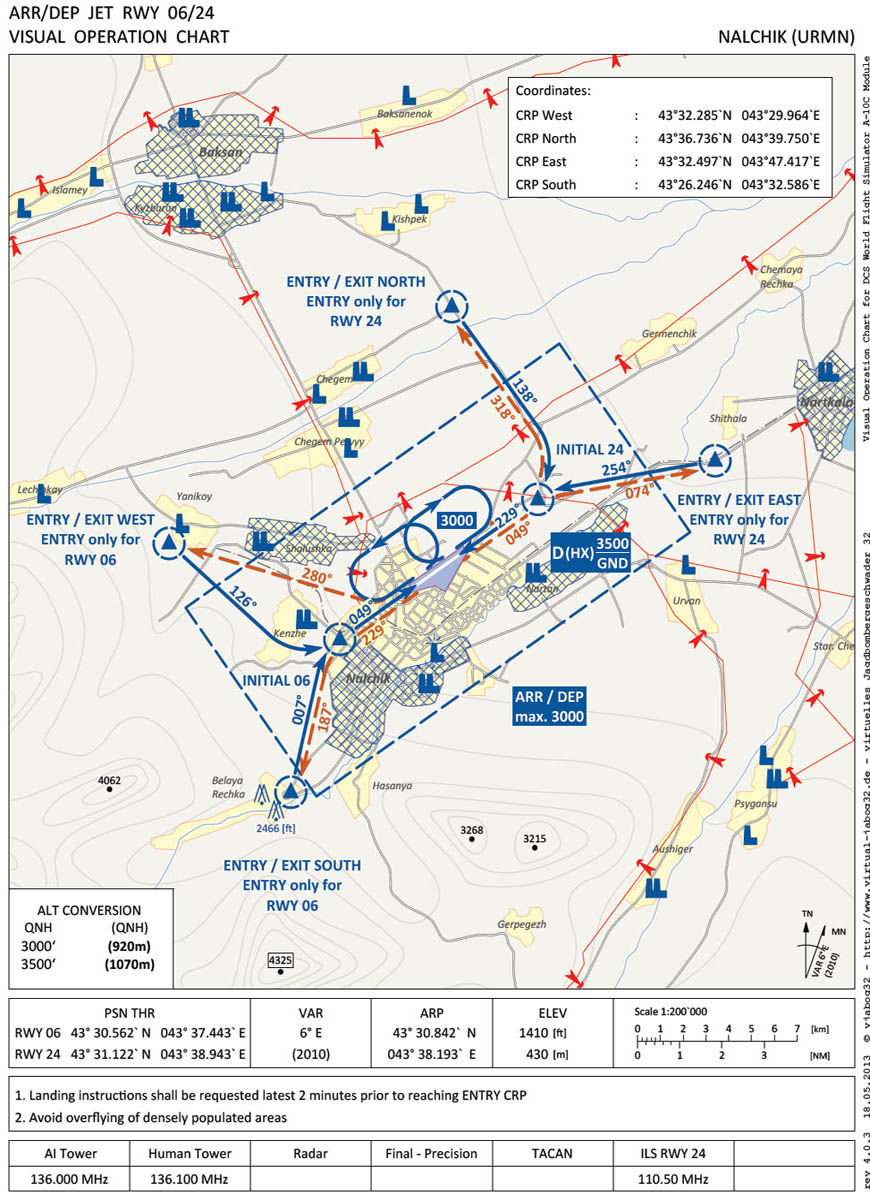 ARR/DEP JET RWY 06/24
VISUAL OPERATION CHART
NALCHIK (URMN)
Coordinates:
CRP West : 43°32.285`N 043°29.964`E
CRP North : 43°36.736`N 043°39.750`E
CRP East : 43°32.497`N 043°47.417`E
CRP South : 43°26.246`N 043°32.586`E
Baksanenok
Baksan
Islamey
Kyzburun
Kishpek
Chemaya
Rechka
ENTRY / EXIT NORTH
ENTRY only for
RWY 24
Germenchik
Chegem
138°
318°
Nartkala
Shithala
Chegem Pervyy
INITIAL 24
254°
074°
Lechinkay
Yanikoy
ENTRY / EXIT WEST
ENTRY only for
RWY 06
ENTRY / EXIT EAST
ENTRY only for
RWY 24
3000
229°
049°
Shalushka
D(HX) 3500
GND
280°
126°
Nartan
Urvan
049°
229°
Kenzhe
Star. Che
INITIAL 06
Nalchik
007°
187°
ARR / DEP
max. 3000
4062
Belaya
Rechka
Hasanya
2466 [ft]
3268
3215
Psygansu
Aushiger
ENTRY / EXIT SOUTH
ENTRY only for
RWY 06
Gerpegezh
4325
TN
MN
VAR 6°E
(2010)
ALT CONVERSION
QNH (QNH)
3000‘ (920m)
3500‘ (1070m)
PSN THR
RWY 06 43° 30.562` N 043° 37.443` E
RWY 24 43° 31.122` N 043° 38.943` E
VAR
6° E
(2010)
ARP
43° 30.842` N
043° 38.193` E
ELEV
1410 [ft]
430 [m]
Scale 1:200`000
0 1 2 3 4 5 6 7 [km]
0 1 2 3 [NM]
1. Landing instructions shall be requested latest 2 minutes prior to reaching ENTRY CRP
2. Avoid overflying of densely populated areas
AI Tower Human Tower Radar Final - Precision TACAN ILS RWY 24
136.000 MHz 136.100 MHz 110.50 MHz
rev 4.0.3 18.05.2013 © vjabog32 - http://www.virtual-jabog32.de - virtuelles Jagdbombergeschwader 32
Visual Operation Chart for DCS World Flight Simulator A-10C Module